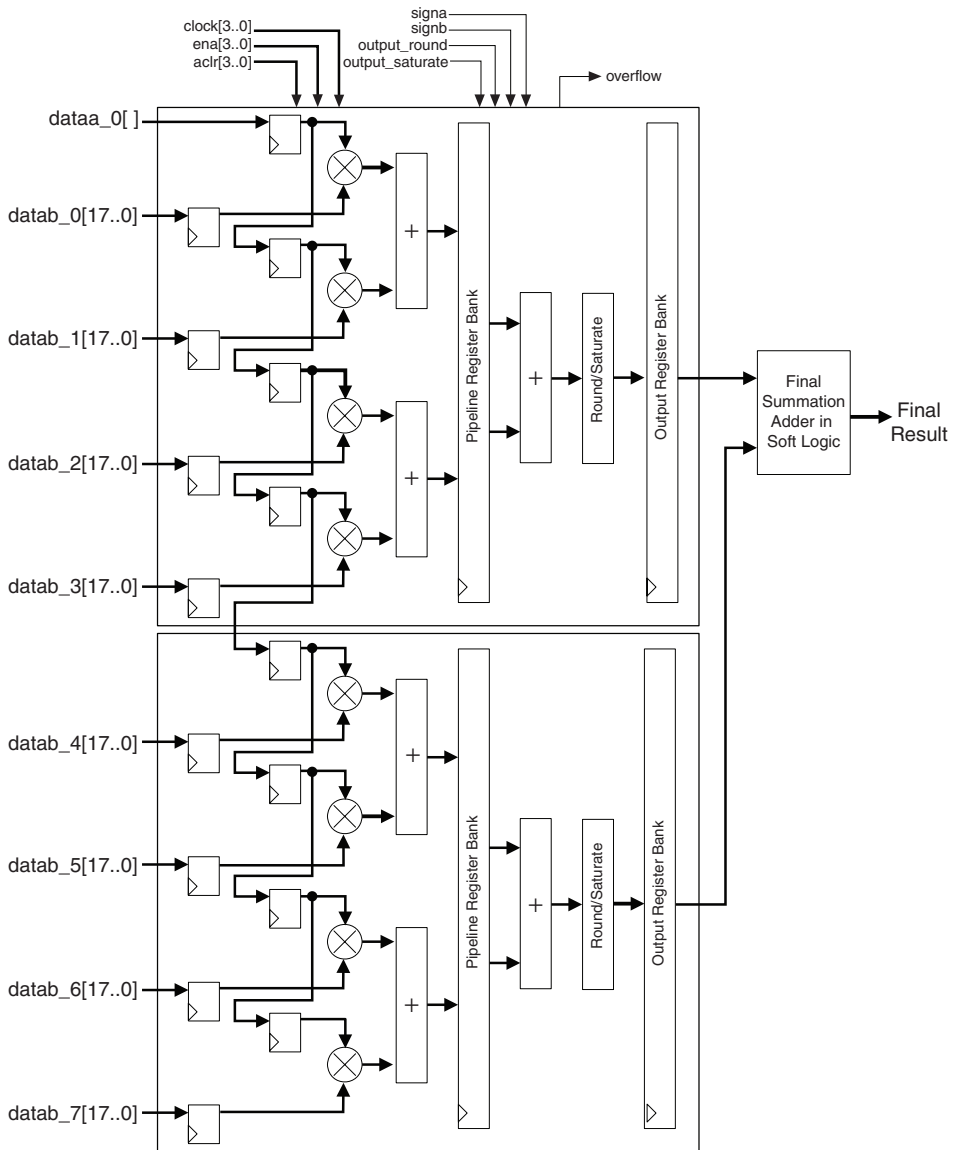 signa
signb
output_round
output_saturate
clock[3..0]
ena[3..0]
aclr[3..0]
overflow
dataa_0[ ]
datab_0[17..0]
datab_1[17..0]
datab_2[17..0]
datab_3[17..0]
+
+
Pipeline Register Bank
+
Round/Saturate
Output Register Bank
Final
Summation
Adder in
Soft Logic
Final
Result
datab_4[17..0]
datab_5[17..0]
datab_6[17..0]
datab_7[17..0]
+
+
Pipeline Register Bank
+
Round/Saturate
Output Register Bank